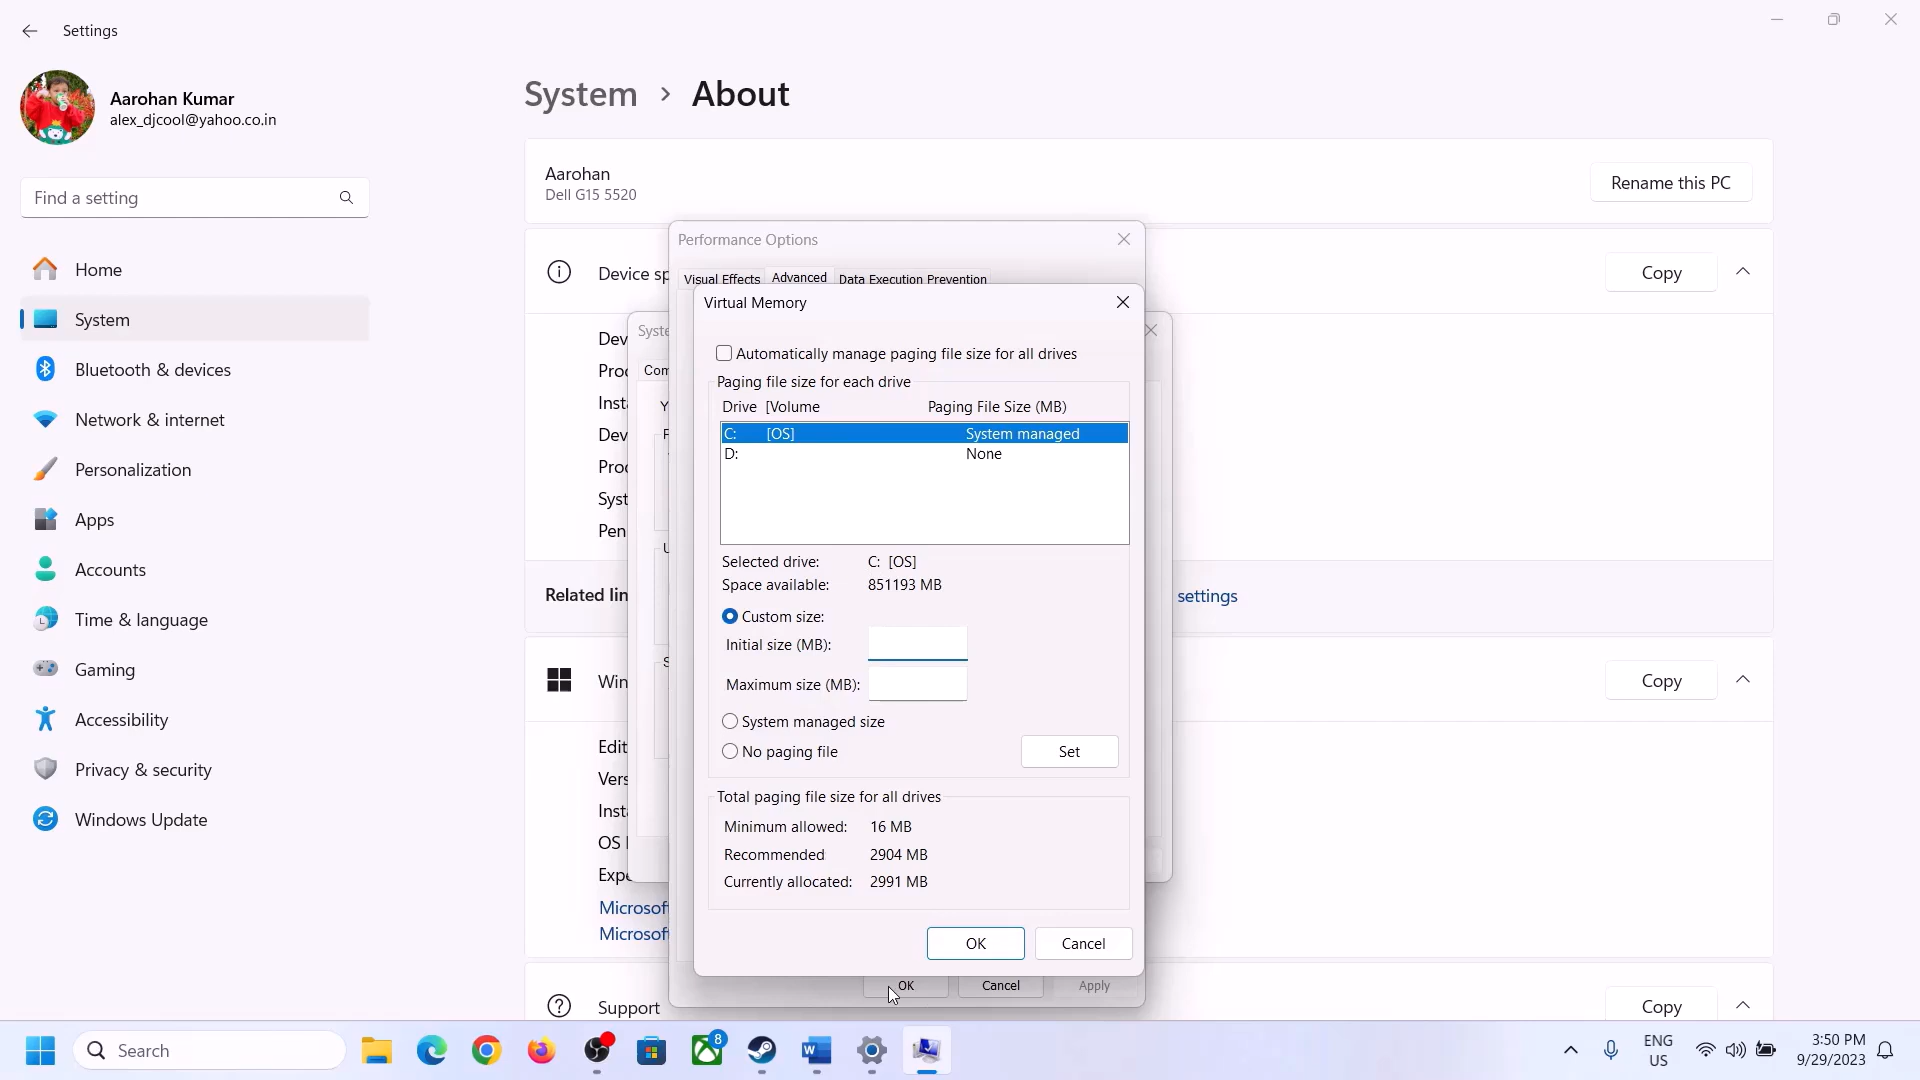 Settings
Aarohan Kumar
alex_djcool@yahoo.co.in
Find a setting
Home
System
Bluetooth & devices
Network & internet
Personalization
Apps
Accounts
Time & language
Gaming
Accessibility
Privacy & security
Windows Update
System > About
Aarohan
Dell G15 5520
Rename this PC
Device sp
Copy
Dev
Proc
Insta
Dev
Proc
Syst
Pen
Related lin
settings
Win
Copy
Edit
Vers
Insta
OS
Expe
Microsof
Microsof
Support
Copy
Syste
Com
Performance Options
Visual Effects
Advanced
Data Execution Prevention
Virtual Memory
Automatically manage paging file size for all drives
Paging file size for each drive
Drive [Volume Paging File Size (MB)
C: [OS] System managed
D: None
Selected drive: C: [OS]
Space available: 851193 MB
Custom size:
Initial size (MB):
Maximum size (MB):
System managed size
No paging file
Set
Total paging file size for all drives
Minimum allowed: 16 MB
Recommended 2904 MB
Currently allocated: 2991 MB
OK
Cancel
OK
Cancel
Apply
Search
8
ENG
US
3:50 PM
9/29/2023